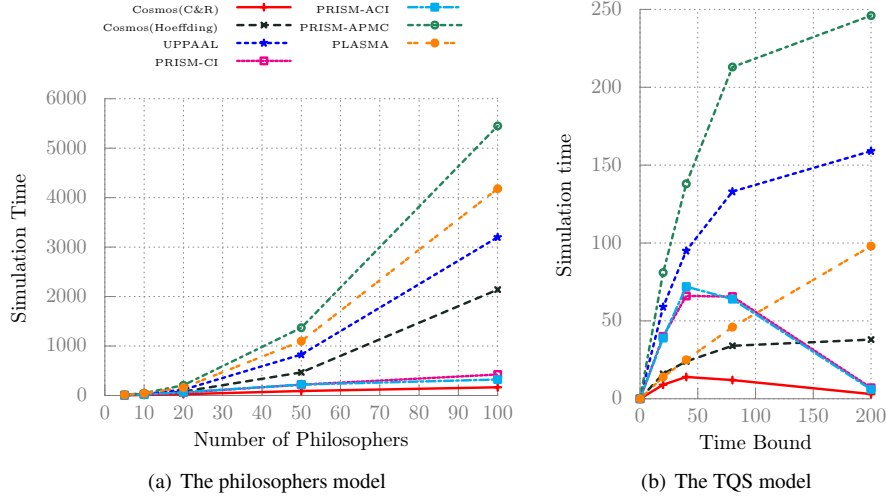 Cosmos(C&R)
Cosmos(Hoeffding)
UPPAAL
PRISM-CI
PRISM-ACI
PRISM-APMC
PLASMA
6000
5000
4000
3000
2000
1000
0
Simulation Time
0 10 20 30 40 50 60 70 80 90 100
Number of Philosophers
(a) The philosophers model
250
200
150
100
50
0
Simulation time
0 50 100 150 200
Time Bound
(b) The TQS model